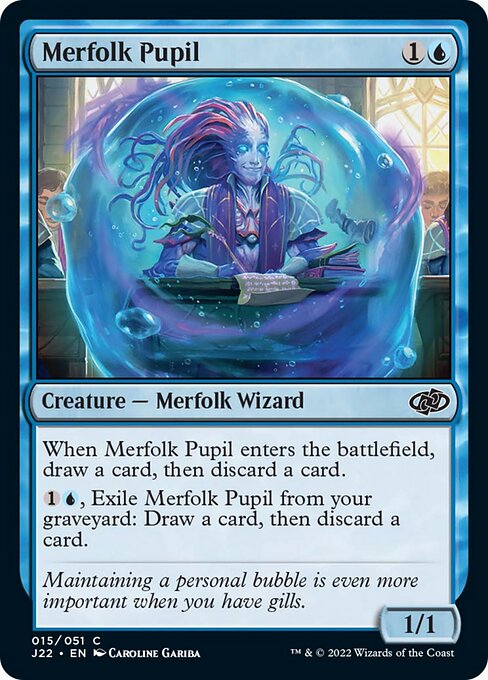 Merfolk Pupil 1
Creature — Merfolk Wizard
When Merfolk Pupil enters the battlefield,
draw a card, then discard a card.
1, Exile Merfolk Pupil from your
graveyard: Draw a card, then discard a
card.
Maintaining a personal bubble is even more
important when you have gills.
1/1
015/051 C
J22 • EN Caroline Gariba
™ & © 2022 Wizards of the Coast